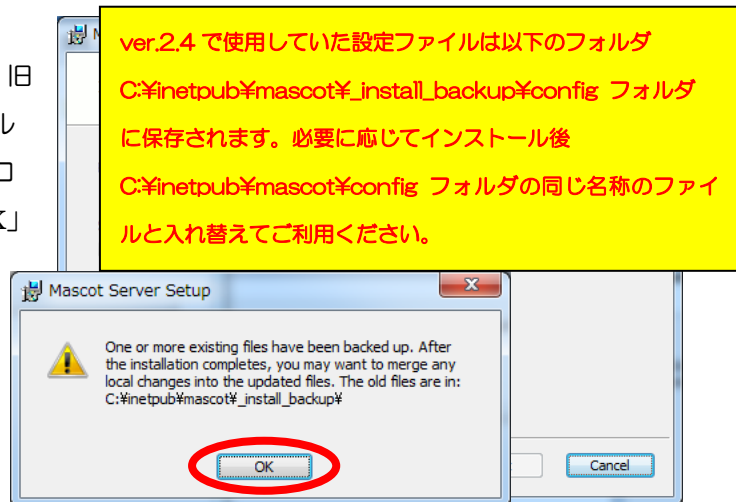 旧
ル
コ
K」
M
ver.2.4 で使用していた設定ファイルは以下のフォルダ
C:¥inetpub¥mascot¥_install_backup¥config フォルダ
に保存されます。必要に応じてインストール後
C:¥inetpub¥mascot¥config フォルダの同じ名称のファイ
ルと入れ替えてご利用ください。
Mascot Server Setup
One or more existing files have been backed up. After
the installation completes, you may want to merge any
local changes into the updated files. The old files are in:
C:¥inetpub¥mascot¥_install_backup¥
OK
Cancel